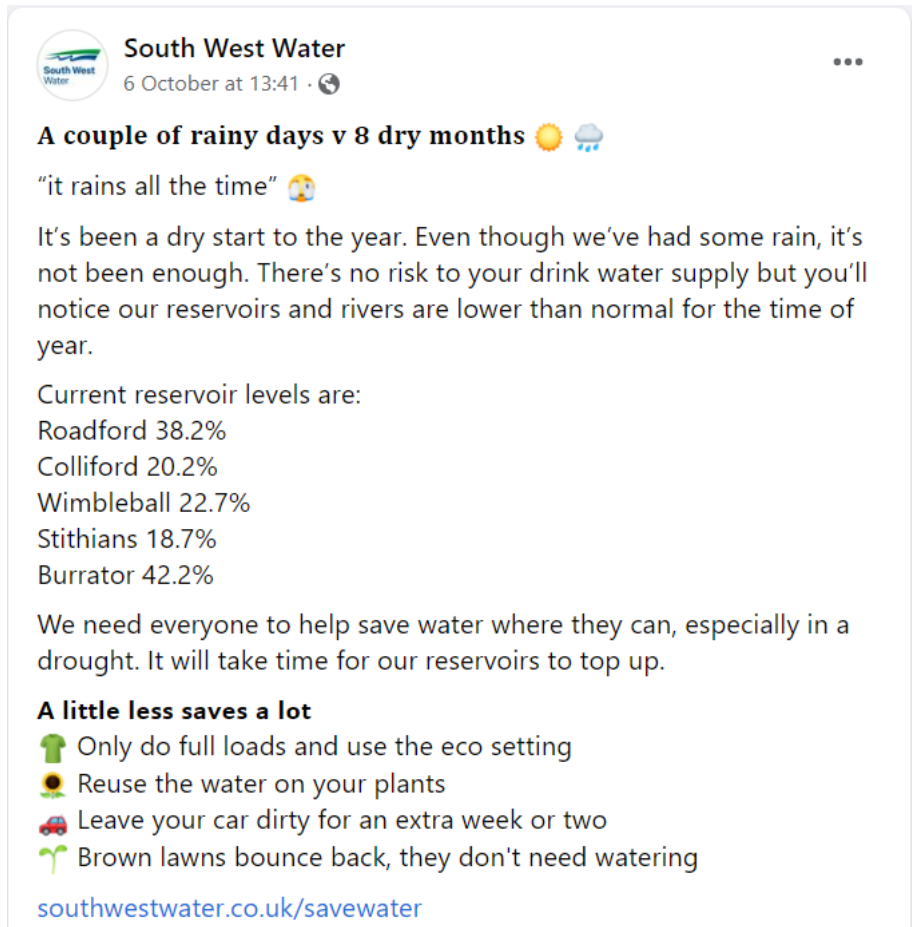 South West
Water
South West Water
6 October at 13:41 ·
A couple of rainy days v 8 dry months ☀️ 🌧️
“it rains all the time” 🫣
It’s been a dry start to the year. Even though we’ve had some rain, it’s
not been enough. There’s no risk to your drink water supply but you’ll
notice our reservoirs and rivers are lower than normal for the time of
year.
Current reservoir levels are:
Roadford 38.2%
Colliford 20.2%
Wimbleball 22.7%
Stithians 18.7%
Burrator 42.2%
We need everyone to help save water where they can, especially in a
drought. It will take time for our reservoirs to top up.
A little less saves a lot
👕 Only do full loads and use the eco setting
🌻 Reuse the water on your plants
🚗 Leave your car dirty for an extra week or two
🌱 Brown lawns bounce back, they don't need watering
southwestwater.co.uk/savewater